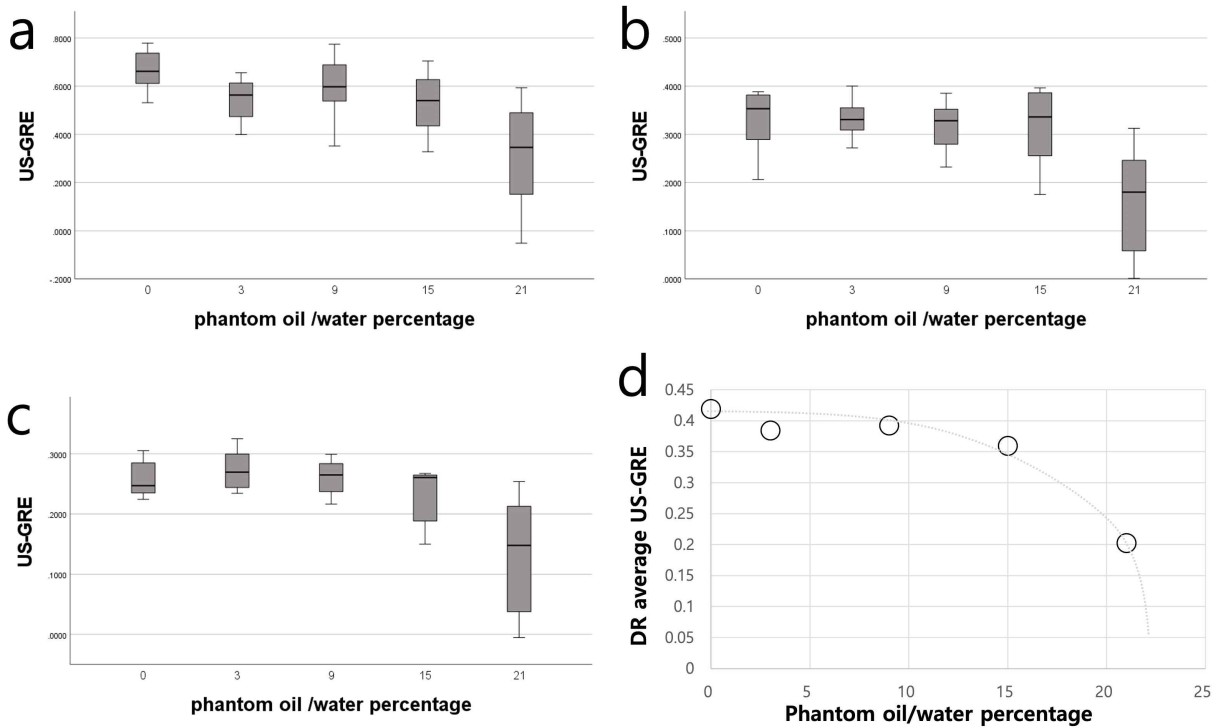 a
.8000
.6000
.4000
.2000
.0000
-.2000
US-GRE
0 3 9 15 21
phantom oil /water percentage
b
.5000
.4000
.3000
.2000
.1000
.0000
US-GRE
0 3 9 15 21
phantom oil /water percentage
c
.3000
.2000
.1000
.0000
US-GRE
0 3 9 15 21
phantom oil /water percentage
d
0.45
0.4
0.35
0.3
0.25
0.2
0.15
0.1
0.05
0
DR average US-GRE
0 5 10 15 20 25
Phantom oil/water percentage